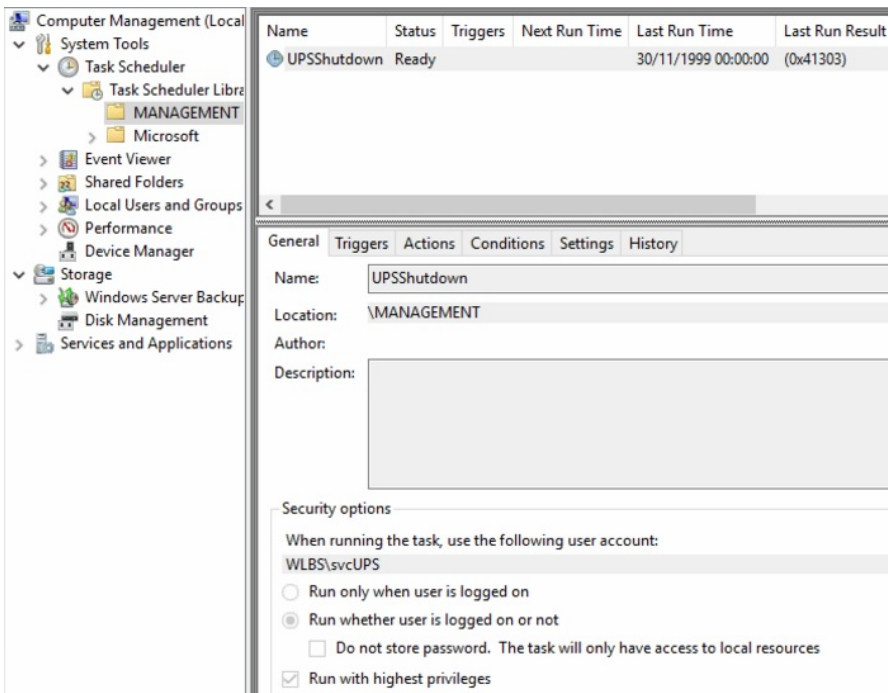 Computer Management (Local
System Tools
Task Scheduler
Task Scheduler Libra
MANAGEMENT
Microsoft
Event Viewer
Shared Folders
Local Users and Groups
Performance
Device Manager
Storage
Windows Server Backup
Disk Management
Services and Applications
Name Status Triggers Next Run Time Last Run Time Last Run Result
UPSShutdown Ready 30/11/1999 00:00:00 (0x41303)
General Triggers Actions Conditions Settings History
Name: UPSShutdown
Location: \MANAGEMENT
Author:
Description:
Security options
When running the task, use the following user account:
WLBS\svcUPS
Run only when user is logged on
Run whether user is logged on or not
Do not store password. The task will only have access to local resources
Run with highest privileges